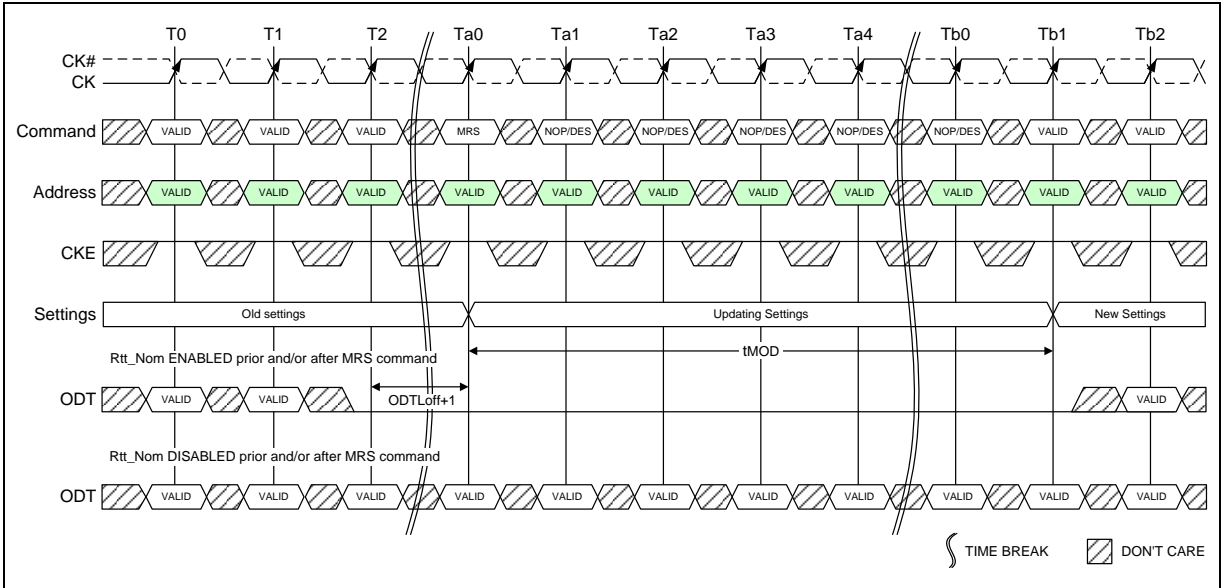 T0 T1 T2 Ta0 Ta1 Ta2 Ta3 Ta4 Tb0 Tb1 Tb2
CK#
CK
Command VALID VALID VALID MRS NOP/DES NOP/DES NOP/DES NOP/DES NOP/DES VALID VALID
Address VALID VALID VALID VALID VALID VALID VALID VALID VALID VALID VALID
CKE
Settings Old settings Updating Settings New Settings
Rtt_Nom ENABLED prior and/or after MRS command
tMOD
ODT VALID VALID ODTLoff+1 VALID
Rtt_Nom DISABLED prior and/or after MRS command
ODT VALID VALID VALID VALID VALID VALID VALID VALID VALID VALID VALID
TIME BREAK DON'T CARE